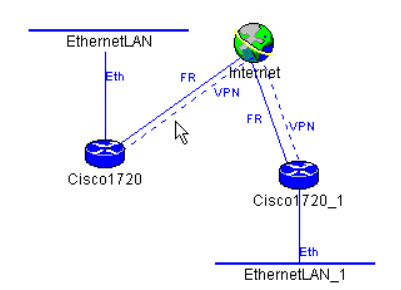 EthernetLAN
Internet
Eth
FR
VPN
FR
VPN
Cisco1720
Cisco1720_1
Eth
EthernetLAN_1